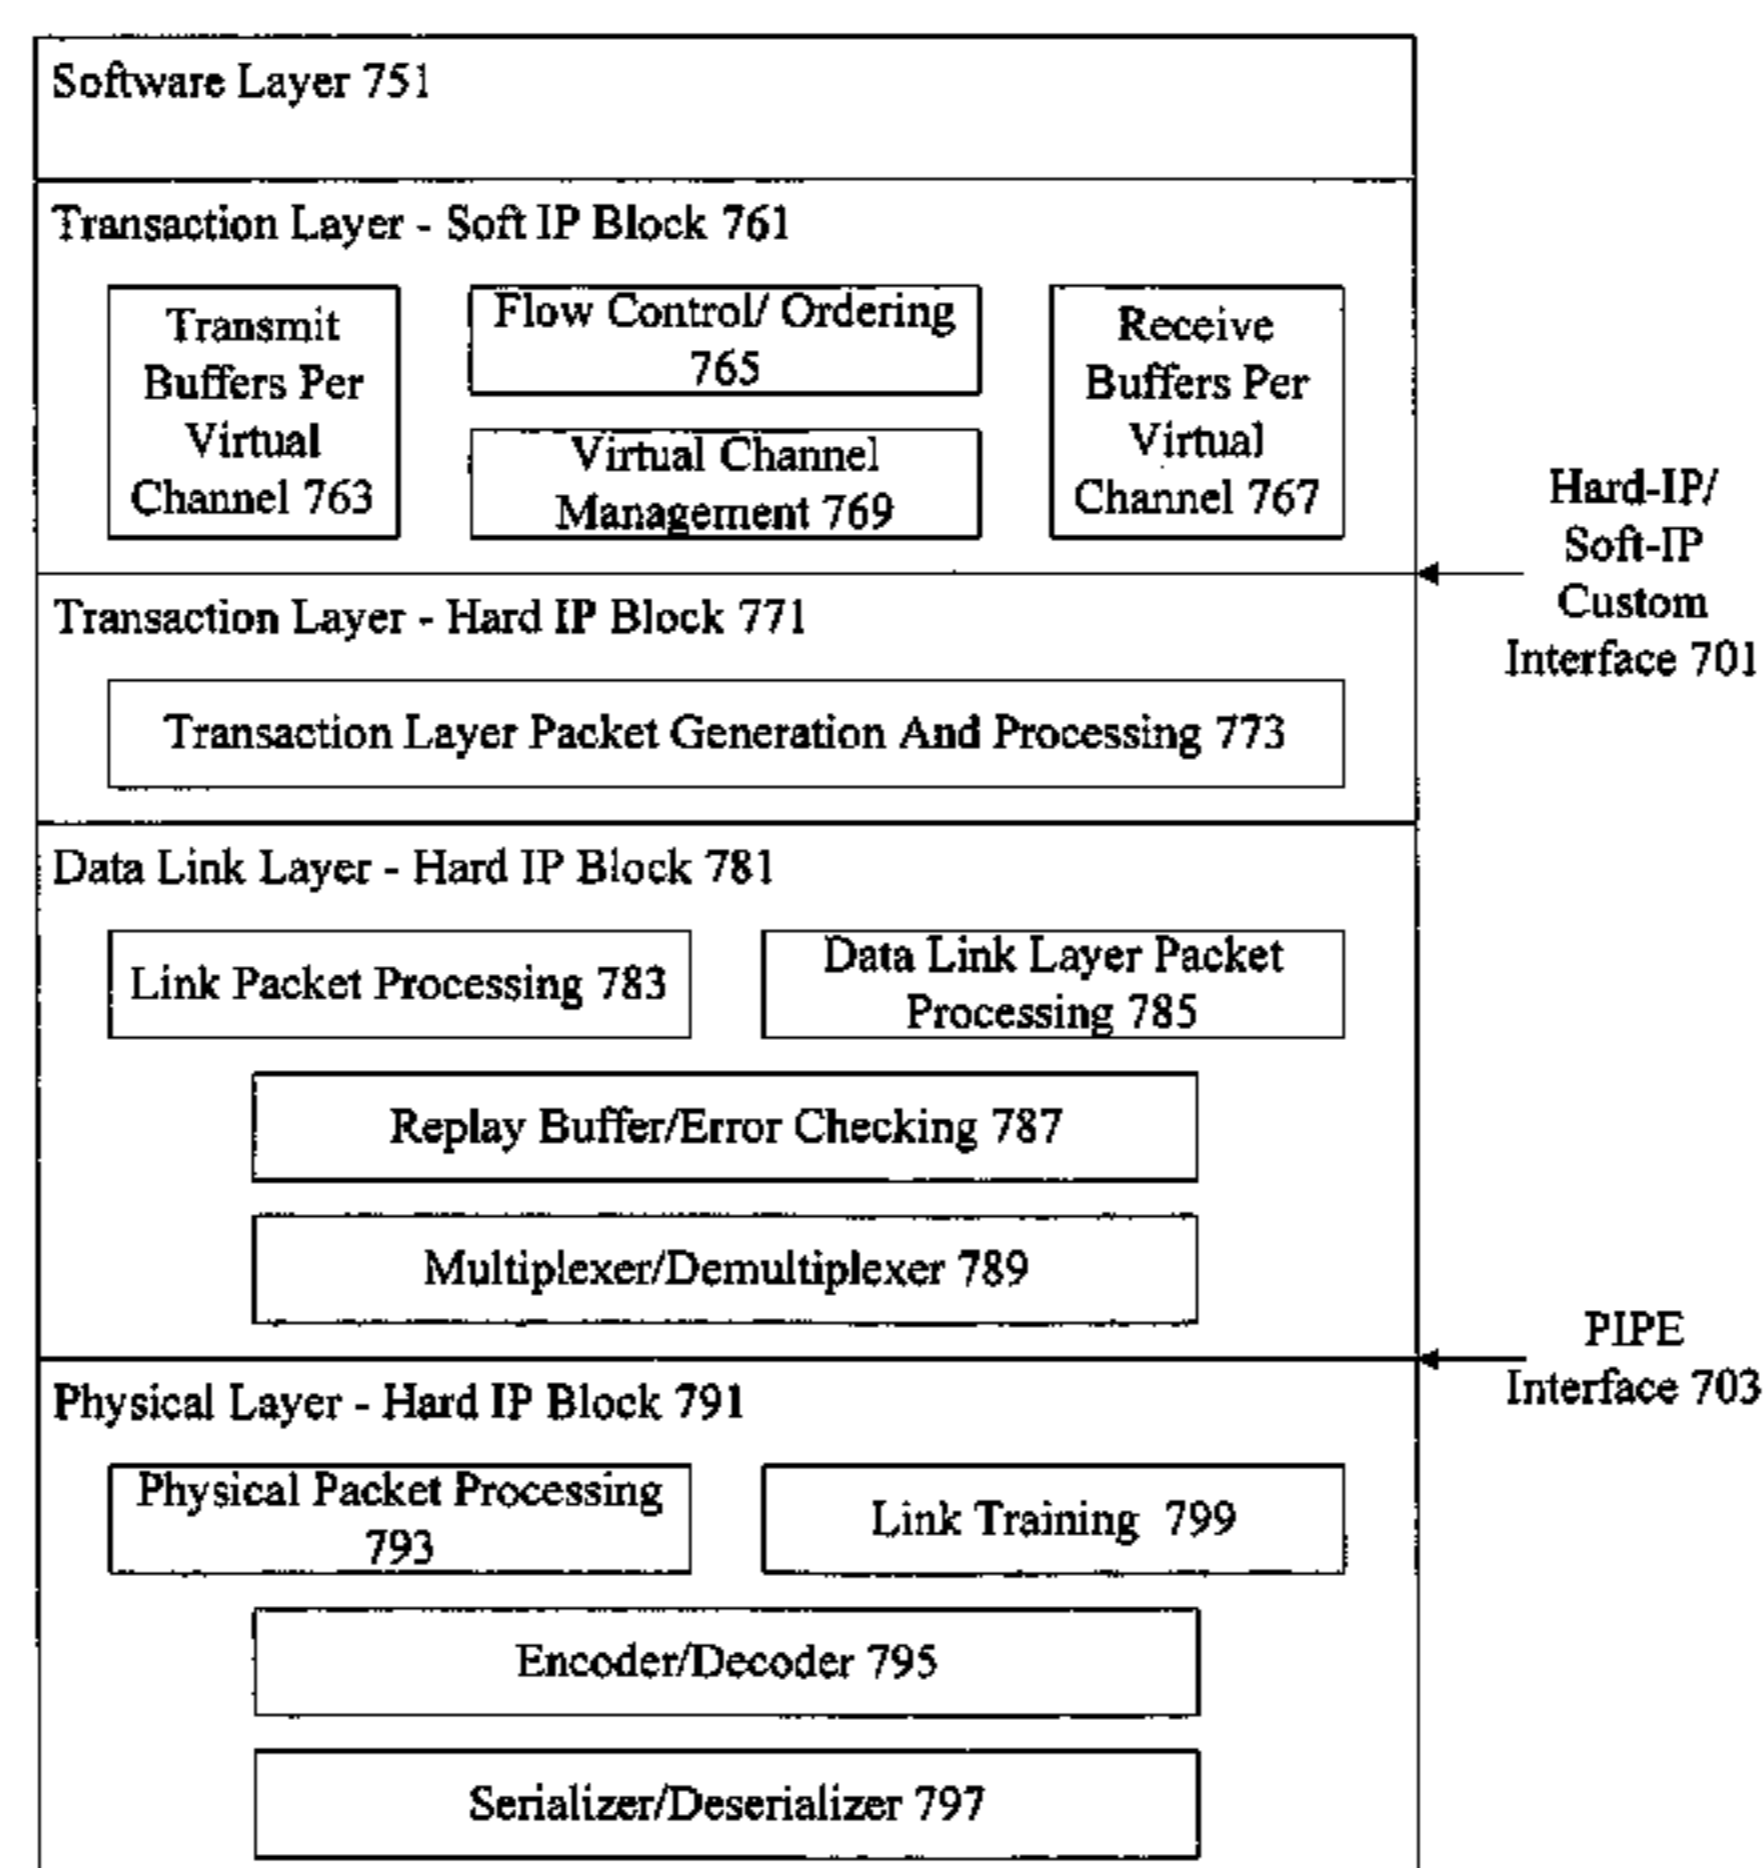 Software Layer 751
Transaction Layer - Soft IP Block 761
Transmit
Buffers Per
Virtual
Channel 763
Flow Control/ Ordering
765
Virtual Channel
Management 769
Receive
Buffers Per
Virtual
Channel 767
Hard-IP/
Soft-IP
Custom
Interface 701
Transaction Layer - Hard IP Block 771
Transaction Layer Packet Generation And Processing 773
Data Link Layer - Hard IP Block 781
Link Packet Processing 783
Data Link Layer Packet
Processing 785
Replay Buffer/Error Checking 787
Multiplexer/Demultiplexer 789
PIPE
Interface 703
Physical Layer - Hard IP Block 791
Physical Packet Processing
793
Link Training 799
Encoder/Decoder 795
Serializer/Deserializer 797